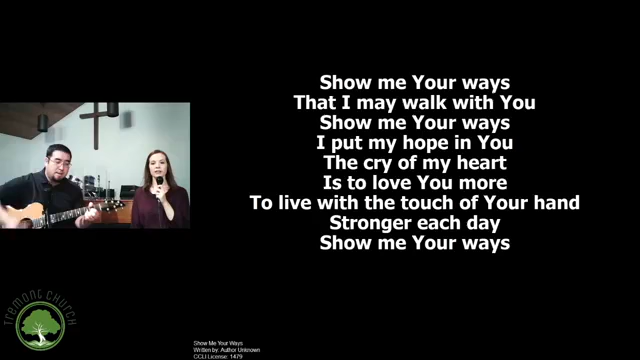 Show me Your ways
That I may walk with You
Show me Your ways
I put my hope in You
The cry of my heart
Is to love You more
To live with the touch of Your hand
Stronger each day
Show me Your ways
Tremont Church
Show Me Your Ways
Written by: Author Unknown
CCLI License: 1479